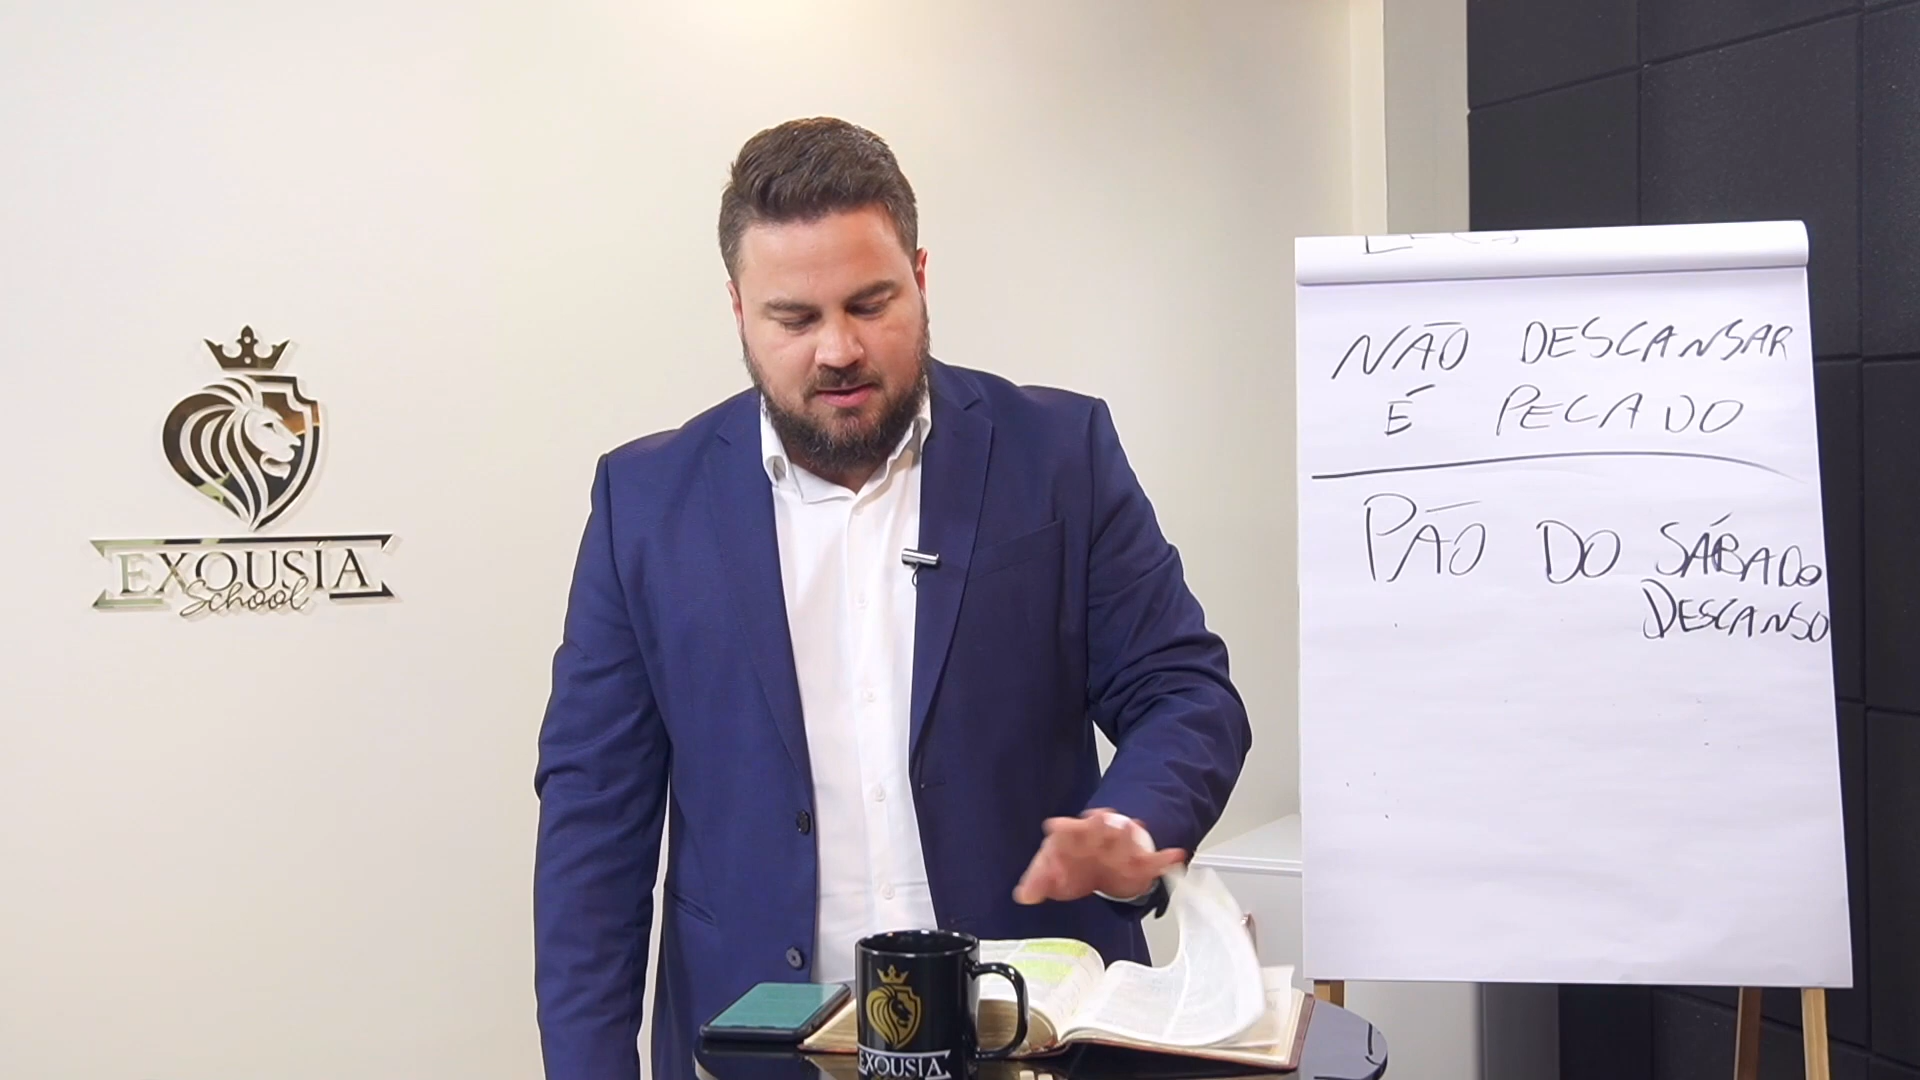 EXOUSÍA
School
NÃO DESCANSAR
É PECADO
PÃO DO SÁBADO
DESCANSO
EXOUSÍA